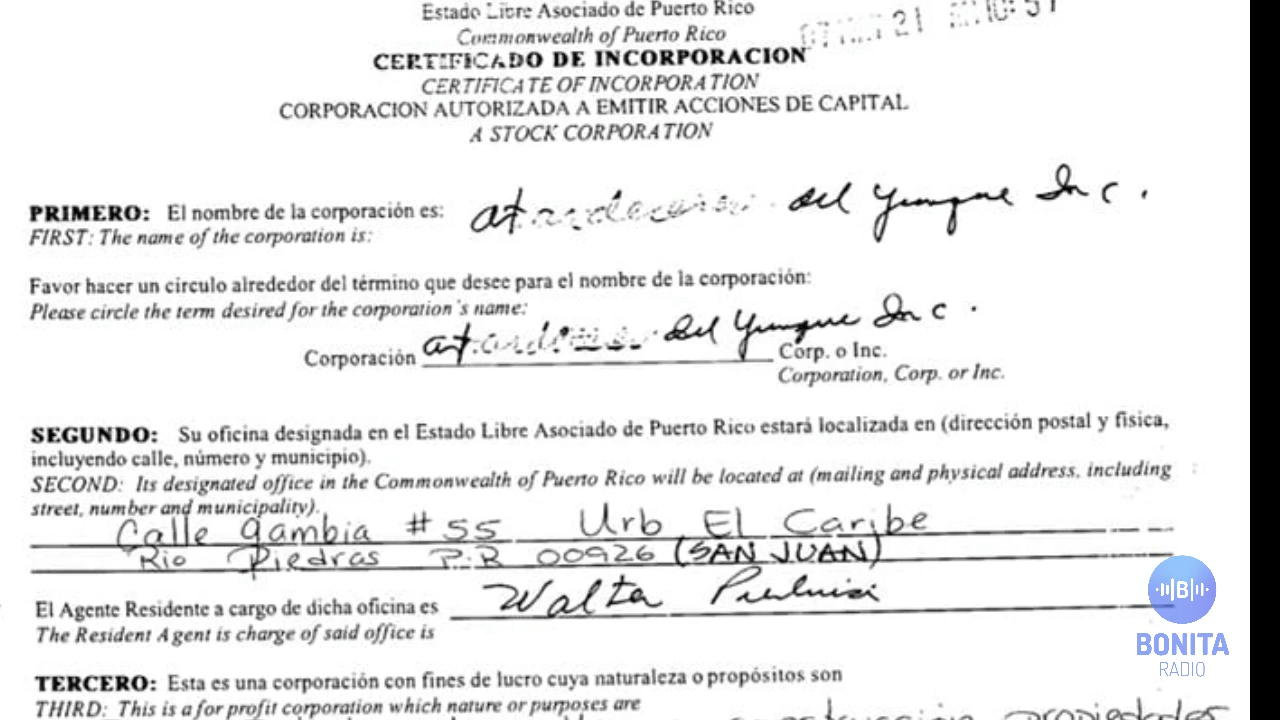 Estado Libre Asociado de Puerto Rico
Commonwealth of Puerto Rico
CERTIFICADO DE INCORPORACION
CERTIFICATE OF INCORPORATION
CORPORACION AUTORIZADA A EMITIR ACCIONES DE CAPITAL
A STOCK CORPORATION
PRIMERO: El nombre de la corporación es: del Yunque Inc.
FIRST: The name of the corporation is:
Favor hacer un circulo alrededor del término que desee para el nombre de la corporación:
Please circle the term desired for the corporation's name:
Corporación del Yunque Inc. Corp. o Inc.
Corporation, Corp. or Inc.
SEGUNDO: Su oficina designada en el Estado Libre Asociado de Puerto Rico estará localizada en (dirección postal y física,
incluyendo calle, número y municipio).
SECOND: Its designated office in the Commonwealth of Puerto Rico will be located at (mailing and physical address, including
street, number and municipality).
Calle Gambia #55 Urb El Caribe
Rio Piedras P.R 00926 (SAN JUAN)
El Agente Residente a cargo de dicha oficina es Walter Pierluisi
The Resident Agent is charge of said office is
TERCERO: Esta es una corporación con fines de lucro cuya naturaleza o propósitos son
THIRD: This is a for profit corporation which nature or purposes are
BONITA
RADIO